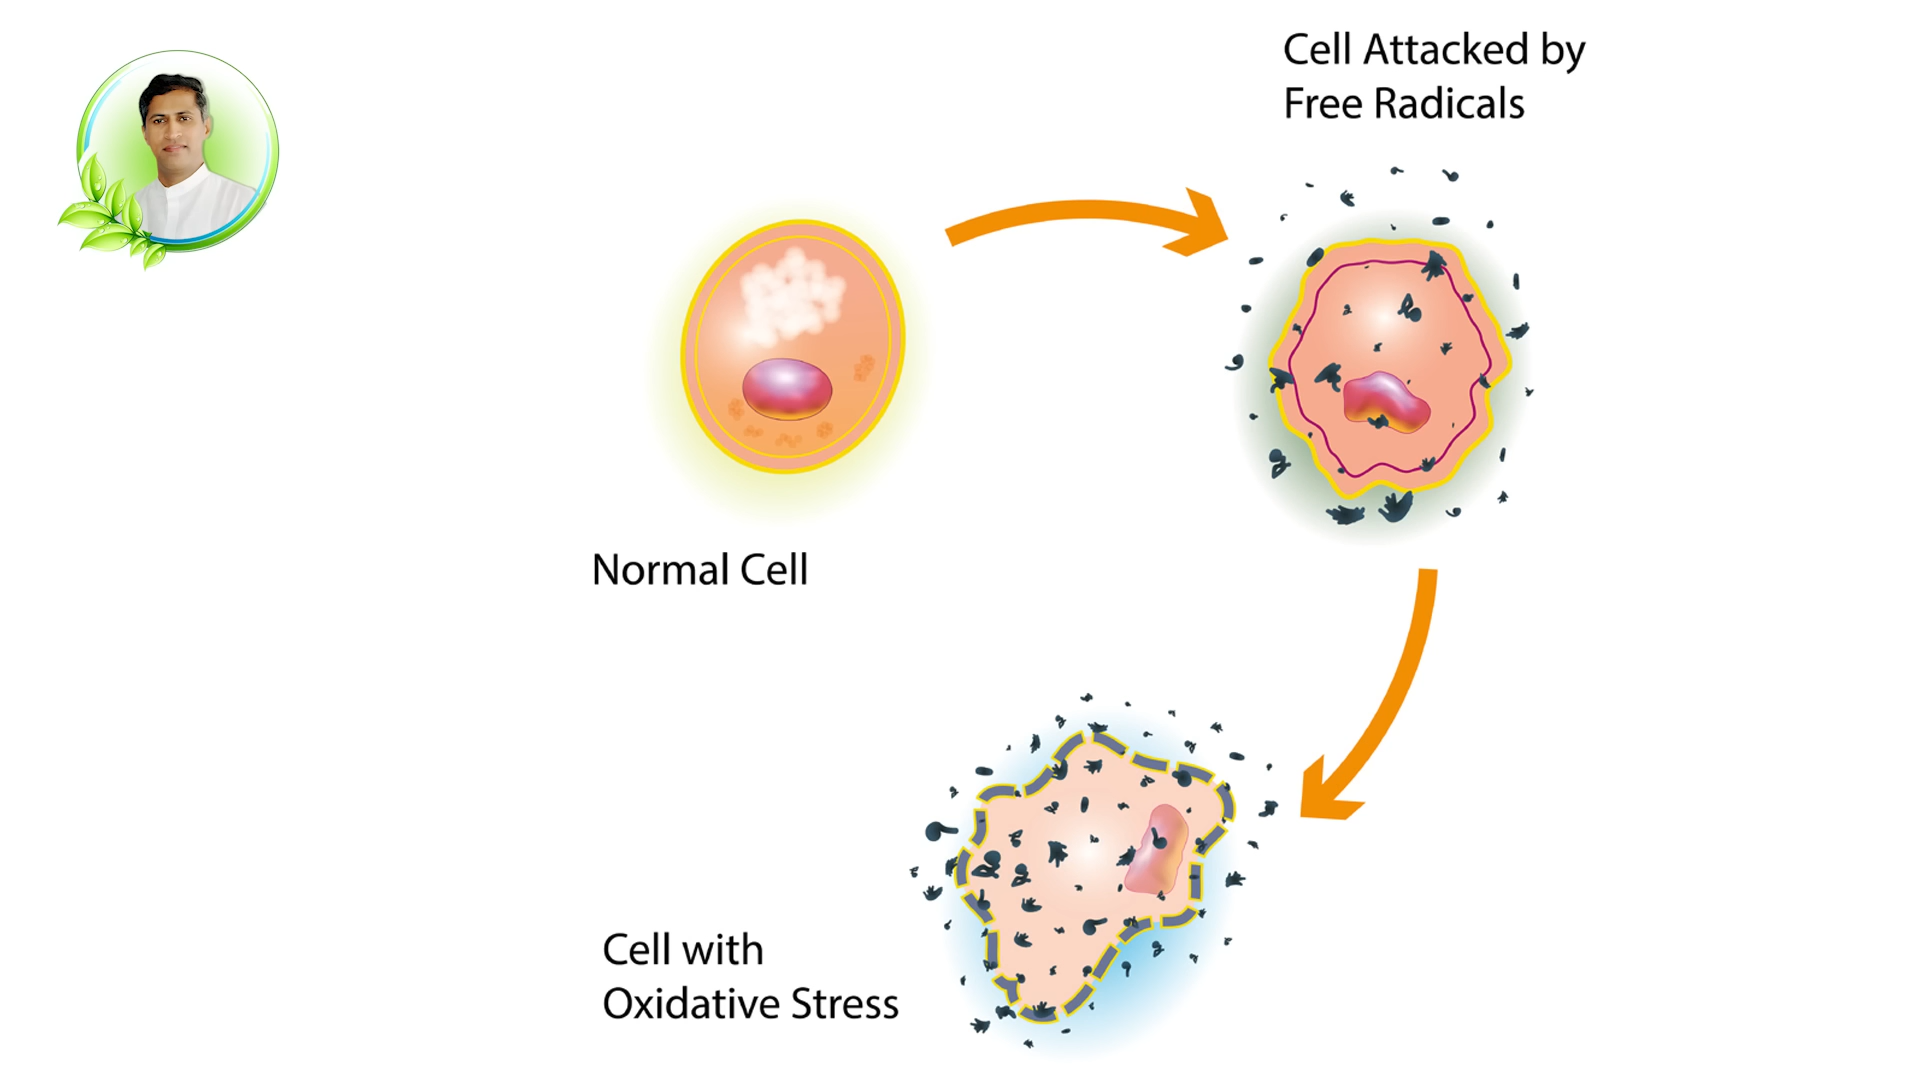 Cell Attacked by
Free Radicals
Normal Cell
Cell with
Oxidative Stress